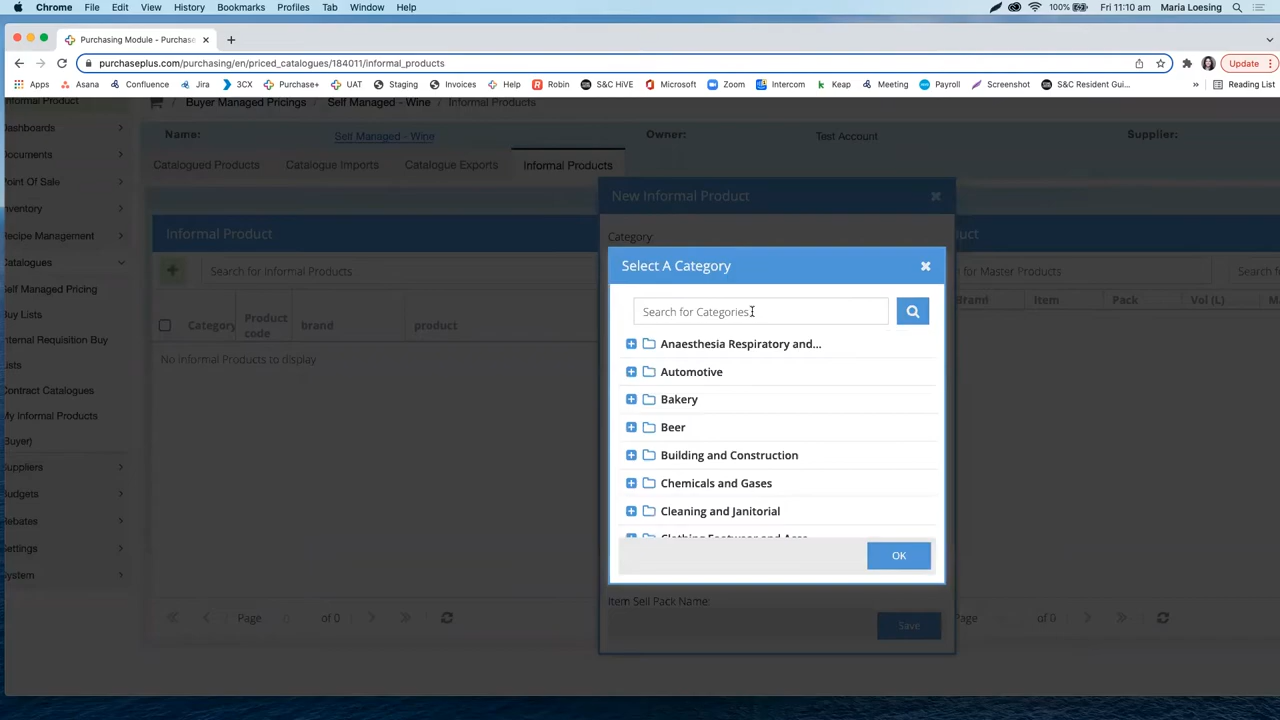 Chrome File Edit View History Bookmarks Profiles Tab Window Help 100% Fri 11:10 am Maria Loesing
Purchasing Module - Purchase
purchaseplus.com/purchasing/en/priced_catalogues/184011/informal_products Update
Apps Asana Confluence Jira 3CX Purchase+ UAT Staging Invoices Help Robin S&C HiVE Microsoft Zoom Intercom Keap Meeting Payroll Screenshot S&C Resident Gui... » Reading List
Informal Product
Buyer Managed Pricings > Self Managed - Wine > Informal Products
Dashboards
Documents
Point Of Sale
Inventory
Recipe Management
Catalogues
Self Managed Pricing
Buy Lists
Internal Requisition Buy
Lists
Contract Catalogues
My Informal Products
(Buyer)
Suppliers
Budgets
Rebates
Settings
System
Name: Self Managed - Wine Owner: Test Account Supplier:
Catalogued Products Catalogue Imports Catalogue Exports Informal Products
Informal Product
Search for Informal Products
Category Product code brand product
No informal Products to display
Page 0 of 0
New Informal Product
Category:
Select A Category
Search for Categories
Anaesthesia Respiratory and...
Automotive
Bakery
Beer
Building and Construction
Chemicals and Gases
Cleaning and Janitorial
OK
Item Sell Pack Name:
Save
for Master Products Search fo
Brand Item Pack Vol (L)
of 0